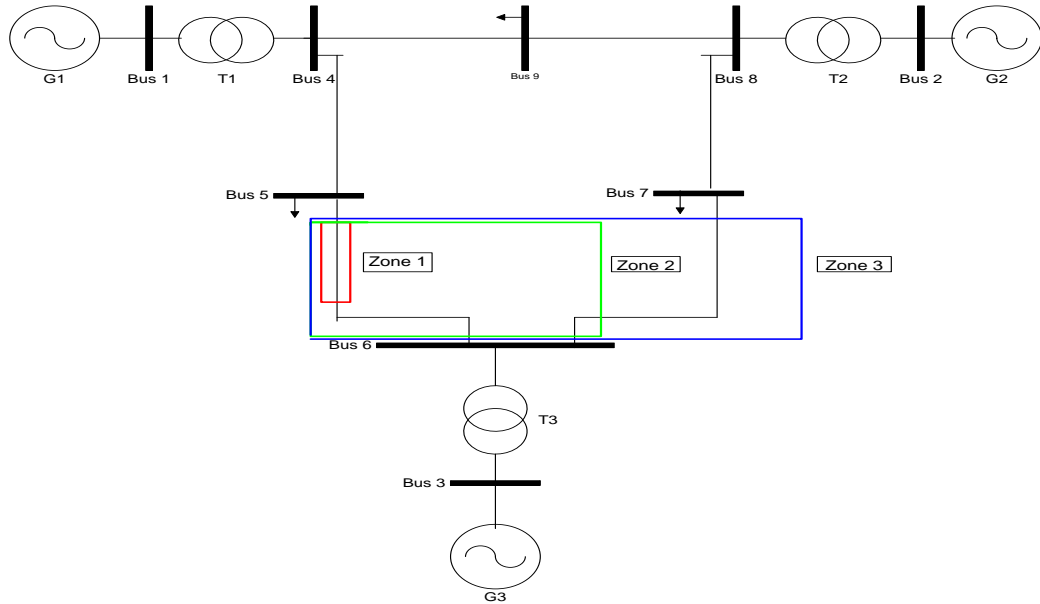 G1
Bus 1
T1
Bus 4
Bus 9
Bus 8
T2
Bus 2
G2
Bus 5
Bus 7
Zone 1
Zone 2
Zone 3
Bus 6
T3
Bus 3
G3